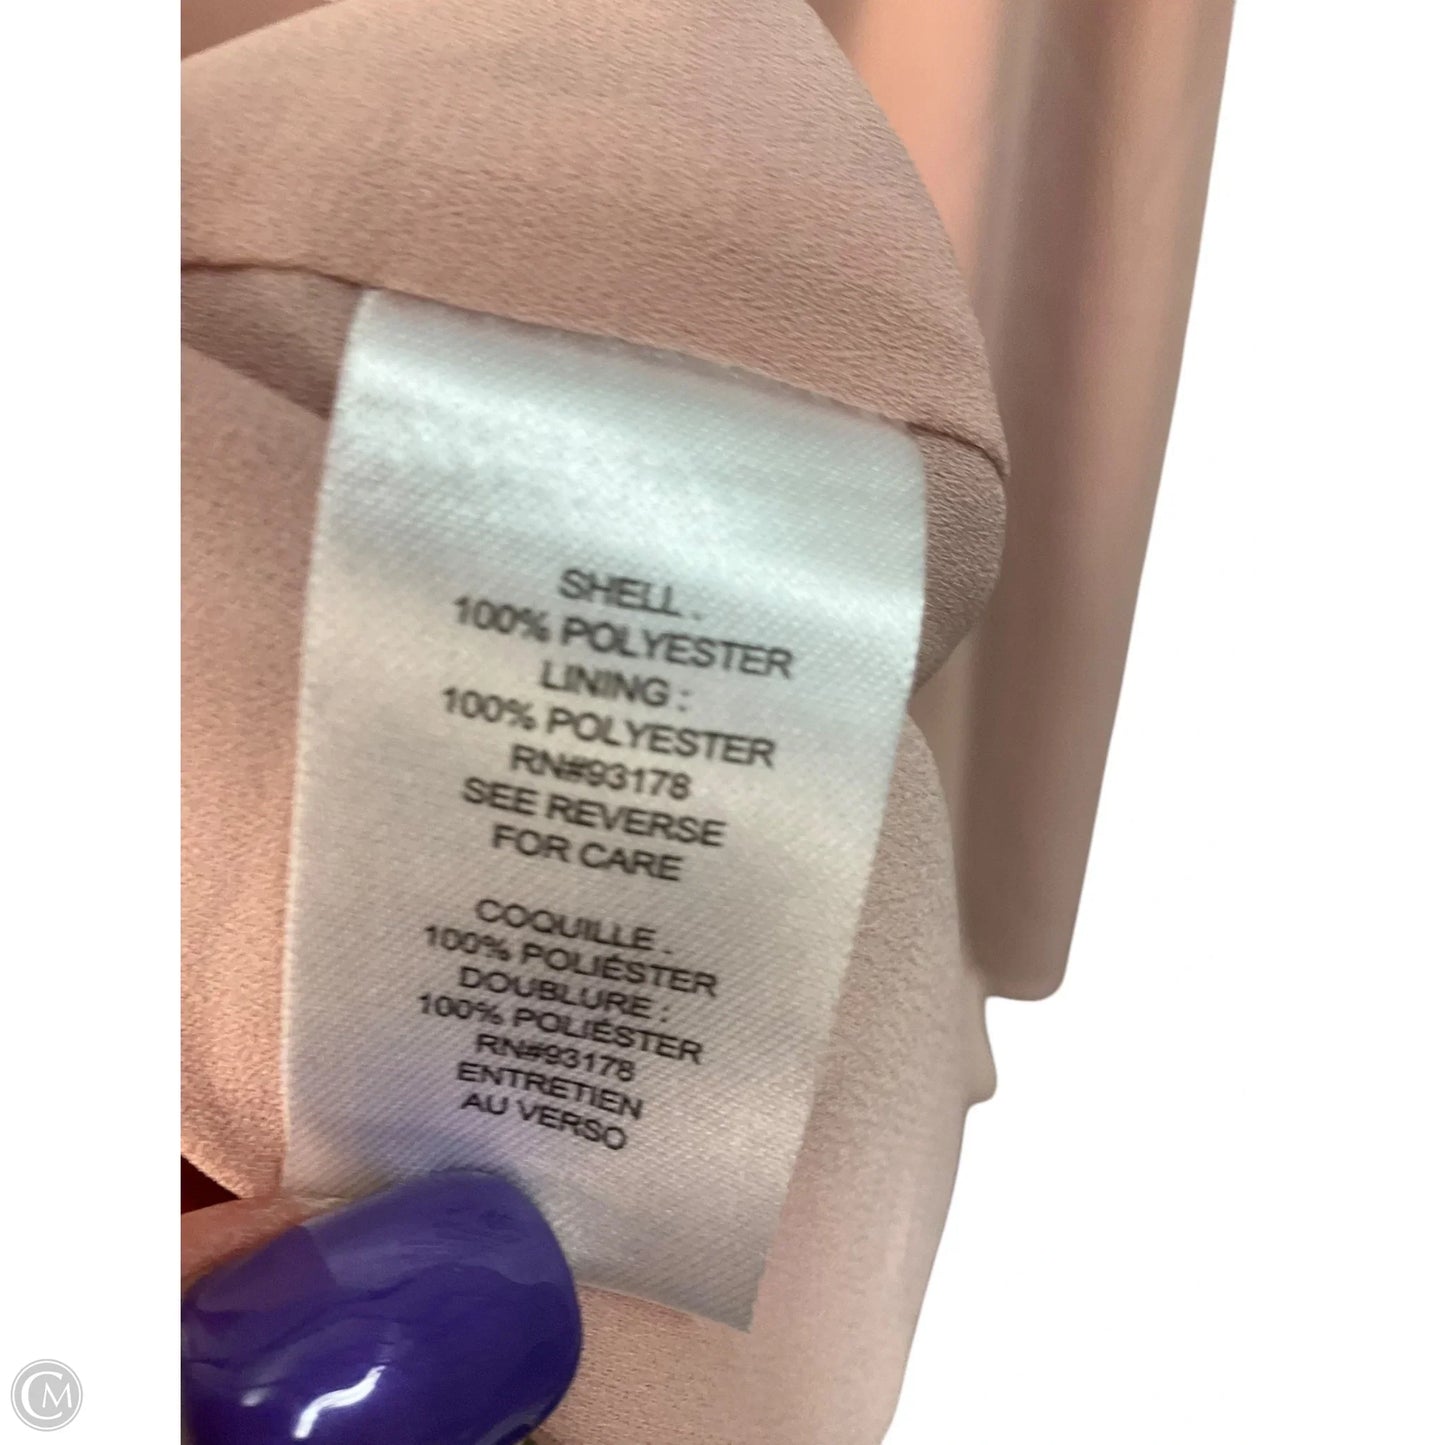 SHELL .
100% POLYESTER
LINING :
100% POLYESTER
RN#93178
SEE REVERSE
FOR CARE
COQUILLE .
100% POLIÉSTER
DOUBLURE :
100% POLIÉSTER
RN#93178
ENTRETIEN
AU VERSO
CM